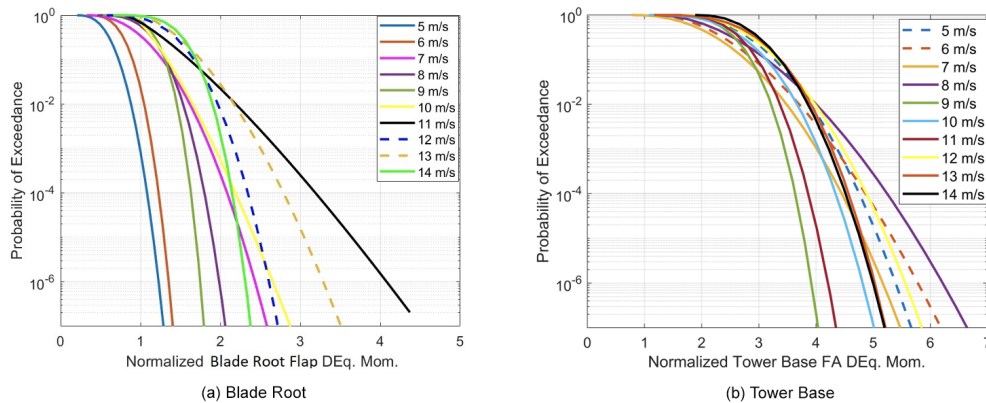 10^0
10^-2
10^-4
10^-6
Probability of Exceedance
0 1 2 3 4 5
Normalized Blade Root Flap DEq. Mom.
5 m/s
6 m/s
7 m/s
8 m/s
9 m/s
10 m/s
11 m/s
12 m/s
13 m/s
14 m/s
(a) Blade Root
10^0
10^-2
10^-4
10^-6
Probability of Exceedance
0 1 2 3 4 5 6 7
Normalized Tower Base FA DEq. Mom.
5 m/s
6 m/s
7 m/s
8 m/s
9 m/s
10 m/s
11 m/s
12 m/s
13 m/s
14 m/s
(b) Tower Base